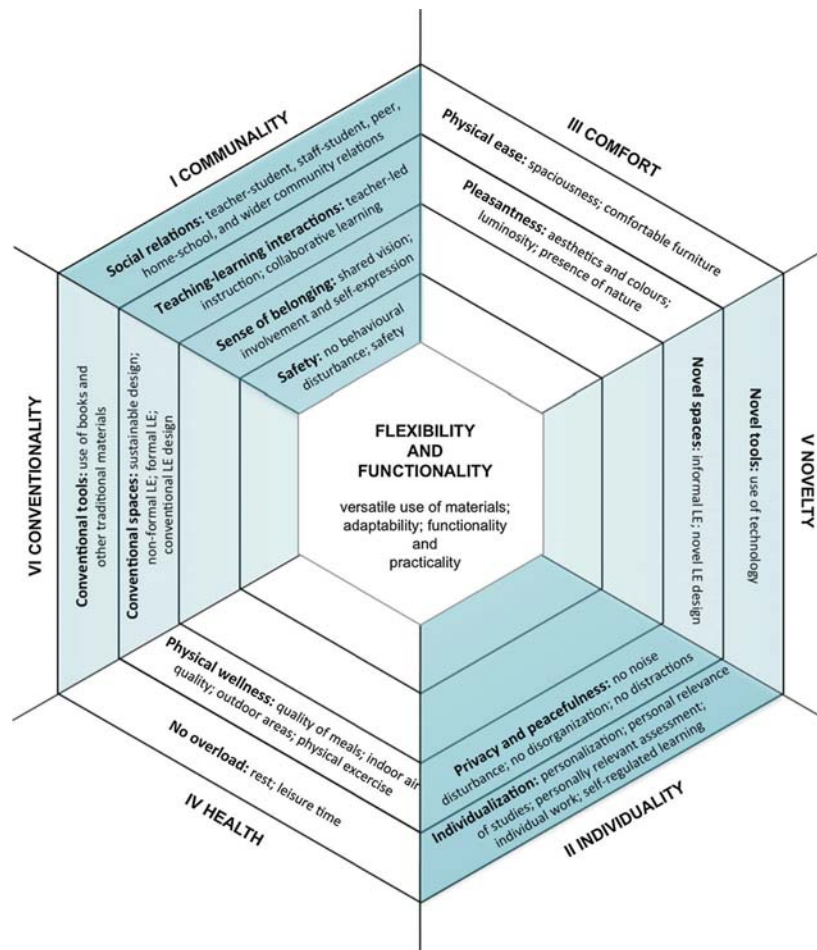 I COMMUNALITY
Social relations: teacher-student, staff-student, peer,
home-school, and wider community relations
Teaching-learning interactions: teacher-led
instruction; collaborative learning
Sense of belonging: shared vision;
involvement and self-expression
Safety: no behavioural
disturbance; safety
III COMFORT
Physical ease: spaciousness; comfortable furniture
Pleasantness: aesthetics and colours;
luminosity; presence of nature
V NOVELTY
Novel tools: use of technology
Novel spaces: informal LE; novel LE design
VI CONVENTIONALITY
Conventional tools: use of books and
other traditional materials
Conventional spaces: sustainable design;
non-formal LE; formal LE;
conventional LE design
FLEXIBILITY
AND
FUNCTIONALITY
versatile use of materials;
adaptability; functionality
and
practicality
Physical wellness: quality of meals; indoor air
quality; outdoor areas; physical excercise
No overload: rest; leisure time
IV HEALTH
Privacy and peacefulness: no noise
disturbance; no disorganization; no distractions
Individualization: personalization; personal relevance
of studies; personally relevant assessment;
individual work; self-regulated learning
II INDIVIDUALITY